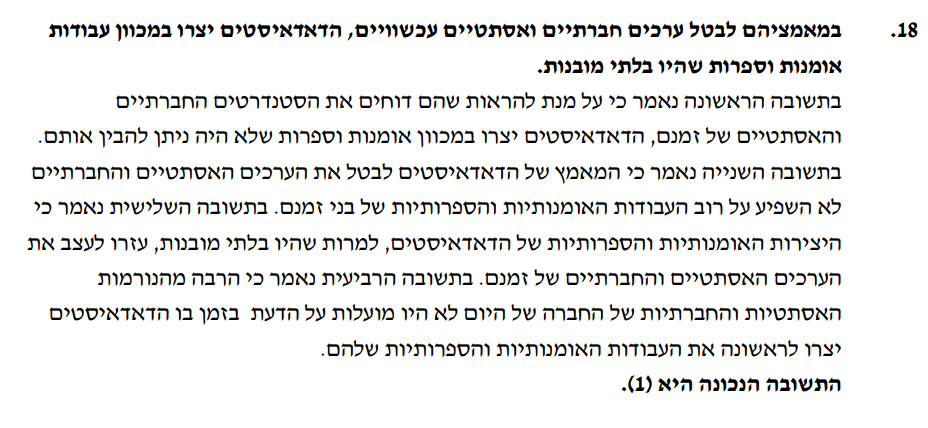 18. במאמציהם לבטל ערכים חברתיים ואסתטיים עכשוויים, הדאדאיסטים יצרו במכוון עבודות
אומנות וספרות שהיו בלתי מובנות.
בתשובה הראשונה נאמר כי על מנת להראות שהם דוחים את הסטנדרטים החברתיים
והאסתטיים של זמנם, הדאדאיסטים יצרו במכוון אומנות וספרות שלא היה ניתן להבין אותם.
בתשובה השנייה נאמר כי המאמץ של הדאדאיסטים לבטל את הערכים האסתטיים והחברתיים
לא השפיע על רוב העבודות האומנותיות והספרותיות של בני זמנם. בתשובה השלישית נאמר כי
היצירות האומנותיות והספרותיות של הדאדאיסטים, למרות שהיו בלתי מובנות, עזרו לעצב את
הערכים האסתטיים והחברתיים של זמנם. בתשובה הרביעית נאמר כי הרבה מהנורמות
האסתטיות והחברתיות של החברה של היום לא היו מועלות על הדעת בזמן בו הדאדאיסטים
יצרו לראשונה את העבודות האומנותיות והספרותיות שלהם.
התשובה הנכונה היא (1).